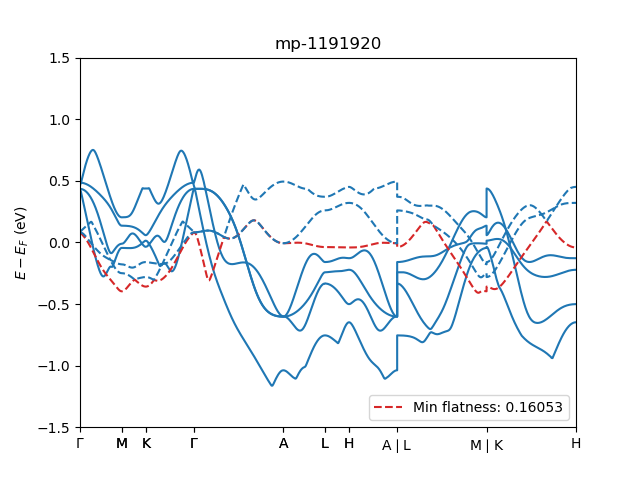 mp-1191920
1.5
1.0
0.5
0.0
−0.5
−1.0
−1.5
E − E_F (eV)
Min flatness: 0.16053
Γ M K Γ A L H A | L M | K H